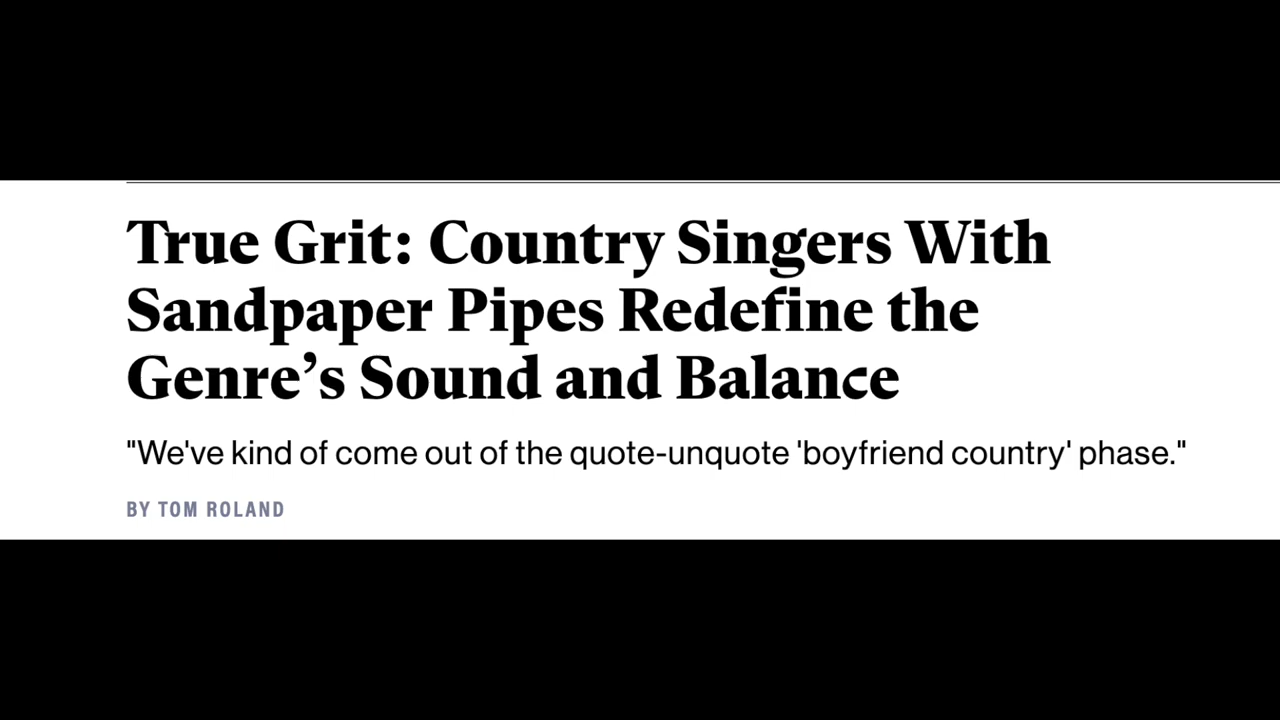 True Grit: Country Singers With
Sandpaper Pipes Redefine the
Genre’s Sound and Balance
"We've kind of come out of the quote-unquote 'boyfriend country' phase."
BY TOM ROLAND